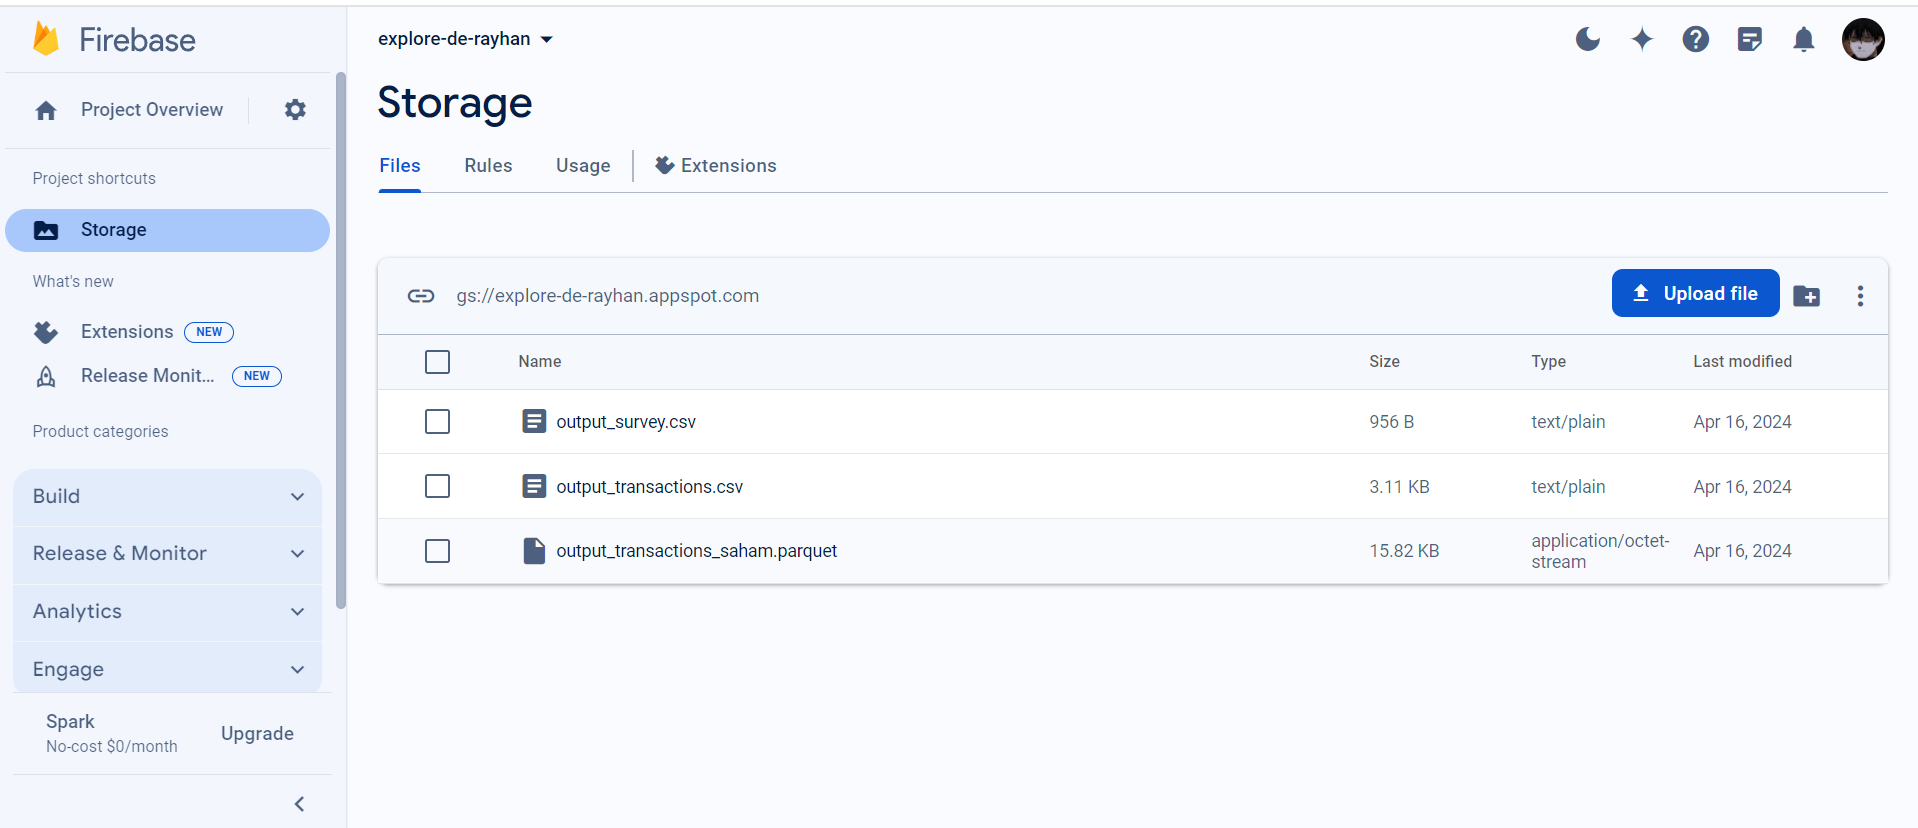 Firebase
Project Overview
Project shortcuts
Storage
What's new
Extensions NEW
Release Monit... NEW
Product categories
Build
Release & Monitor
Analytics
Engage
Spark
No-cost $0/month
Upgrade
explore-de-rayhan
Storage
Files Rules Usage Extensions
gs://explore-de-rayhan.appspot.com
Upload file
Name Size Type Last modified
output_survey.csv 956 B text/plain Apr 16, 2024
output_transactions.csv 3.11 KB text/plain Apr 16, 2024
output_transactions_saham.parquet 15.82 KB application/octet-
stream Apr 16, 2024